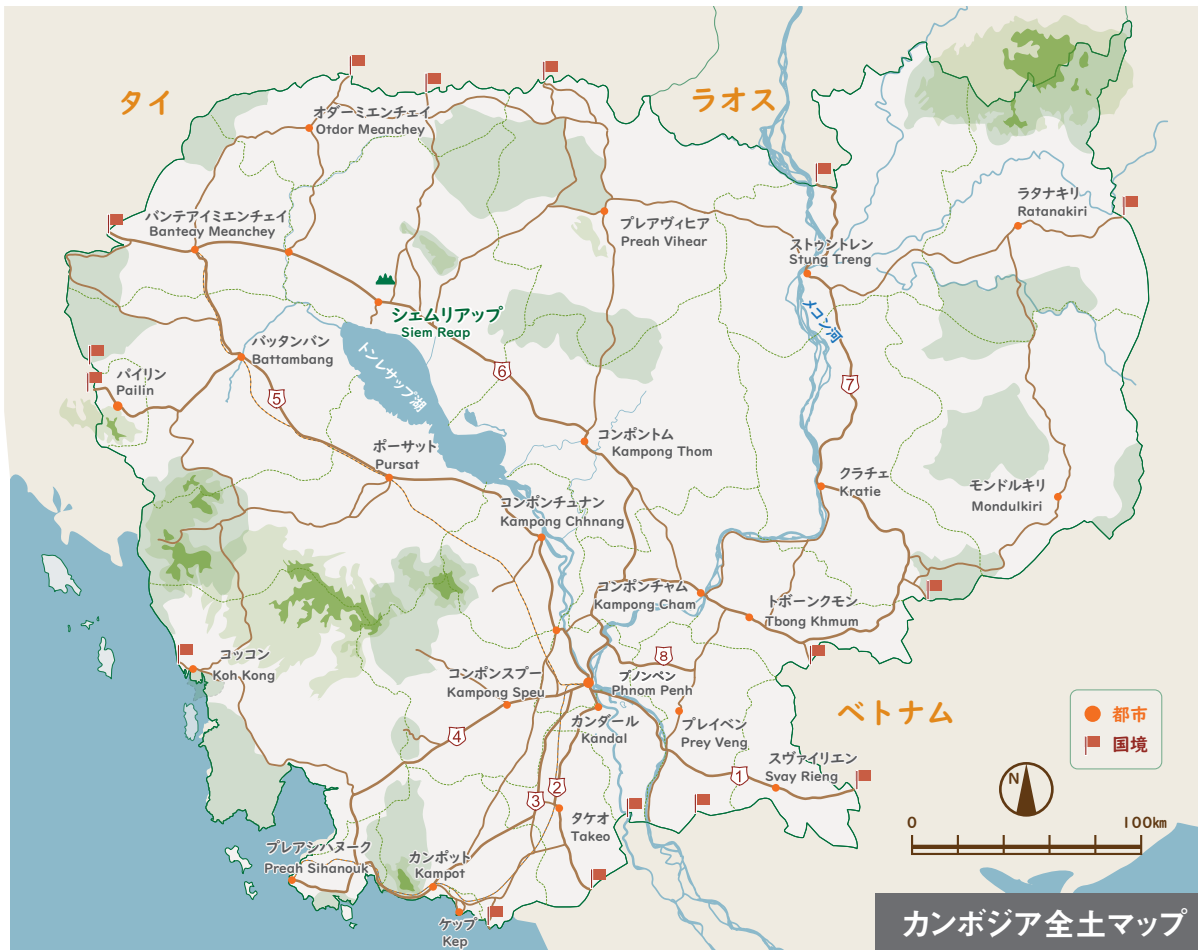 タイ
ラオス
オダーミエンチェイ
Otdor Meanchey
バンテアイミエンチェイ
Banteay Meanchey
プレアヴィヒア
Preah Vihear
ラタナキリ
Ratanakiri
ストゥントレン
Stung Treng
シェムリアップ
Siem Reap
メコン河
バッタンバン
Battambang
トンレサップ湖
パイリン
Pailin
5
6
7
ポーサット
Pursat
コンポントム
Kampong Thom
クラチェ
Kratie
モンドルキリ
Mondulkiri
コンポンチュナン
Kampong Chhnang
コンポンチャム
Kampong Cham
トボーンクモン
Tbong Khmum
コッコン
Koh Kong
コンポンスプー
Kampong Speu
8
プノンペン
Phnom Penh
カンダール
Kandal
プレイベン
Prey Veng
ベトナム
都市
国境
4
スヴァイリエン
Svay Rieng
1
3
2
タケオ
Takeo
N
0
100km
プレアシハヌーク
Preah Sihanouk
カンポット
Kampot
ケップ
Kep
カンボジア全土マップ